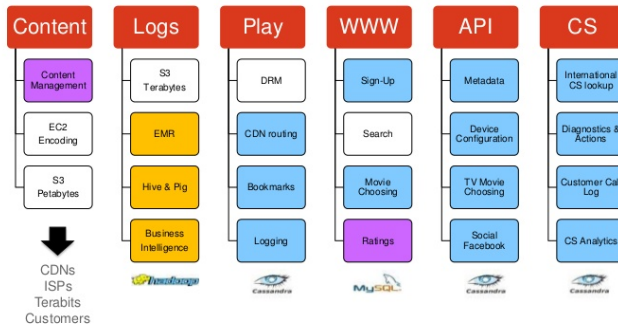 Content
Logs
Play
WWW
API
CS
Content
Management
EC2
Encoding
S3
Petabytes
CDNs
ISPs
Terabits
Customers
S3
Terabytes
EMR
Hive & Pig
Business
Intelligence
hadoop
DRM
CDN routing
Bookmarks
Logging
Cassandra
Sign-Up
Search
Movie
Choosing
Ratings
MySQL
Metadata
Device
Configuration
TV Movie
Choosing
Social
Facebook
Cassandra
International
CS lookup
Diagnostics &
Actions
Customer Call
Log
CS Analytics
Cassandra